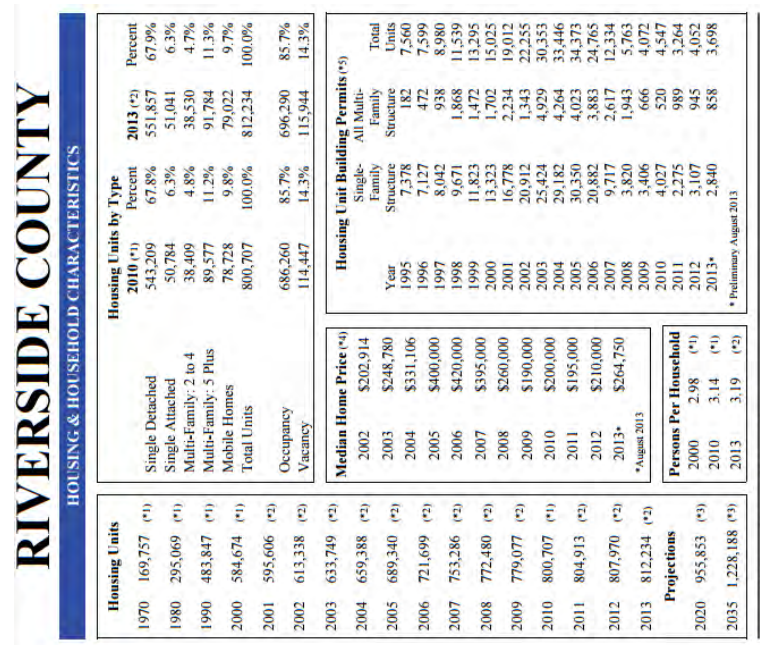 RIVERSIDE COUNTY
HOUSING & HOUSEHOLD CHARACTERISTICS
Housing Units
1970 169,757 (*1)
1980 295,069 (*1)
1990 483,847 (*1)
2000 584,674 (*1)
2001 595,606 (*2)
2002 613,338 (*2)
2003 633,749 (*2)
2004 659,388 (*2)
2005 689,340 (*2)
2006 721,699 (*2)
2007 753,286 (*2)
2008 772,480 (*2)
2009 779,077 (*2)
2010 800,707 (*1)
2011 804,913 (*2)
2012 807,970 (*2)
2013 812,234 (*2)
Projections
2020 955,853 (*3)
2035 1,228,188 (*3)
Housing Units by Type
2010 (*1) Percent 2013 (*2) Percent
Single Detached 543,209 67.8% 551,857 67.9%
Single Attached 50,784 6.3% 51,041 6.3%
Multi-Family: 2 to 4 38,409 4.8% 38,530 4.7%
Multi-Family: 5 Plus 89,577 11.2% 91,784 11.3%
Mobile Homes 78,728 9.8% 79,022 9.7%
Total Units 800,707 100.0% 812,234 100.0%
Occupancy 686,260 85.7% 696,290 85.7%
Vacancy 114,447 14.3% 115,944 14.3%
Median Home Price (*4)
2002 $202,914
2003 $248,780
2004 $331,106
2005 $400,000
2006 $420,000
2007 $395,000
2008 $260,000
2009 $190,000
2010 $200,000
2011 $195,000
2012 $210,000
2013* $264,750
*August 2013
Persons Per Household
2000 2.98 (*1)
2010 3.14 (*1)
2013 3.19 (*2)
Housing Unit Building Permits (*5)
Single- All Multi-
Family Family Total
Year Structure Structure Units
1995 7,378 182 7,560
1996 7,127 472 7,599
1997 8,042 938 8,980
1998 9,671 1,868 11,539
1999 11,823 1,472 13,295
2000 13,323 1,702 15,025
2001 16,778 2,234 19,012
2002 20,912 1,343 22,255
2003 25,424 4,929 30,353
2004 29,182 4,264 33,446
2005 30,350 4,023 34,373
2006 20,882 3,883 24,765
2007 9,717 2,617 12,334
2008 3,820 1,943 5,763
2009 3,406 666 4,072
2010 4,027 520 4,547
2011 2,275 989 3,264
2012 3,107 945 4,052
2013* 2,840 858 3,698
* Preliminary August 2013